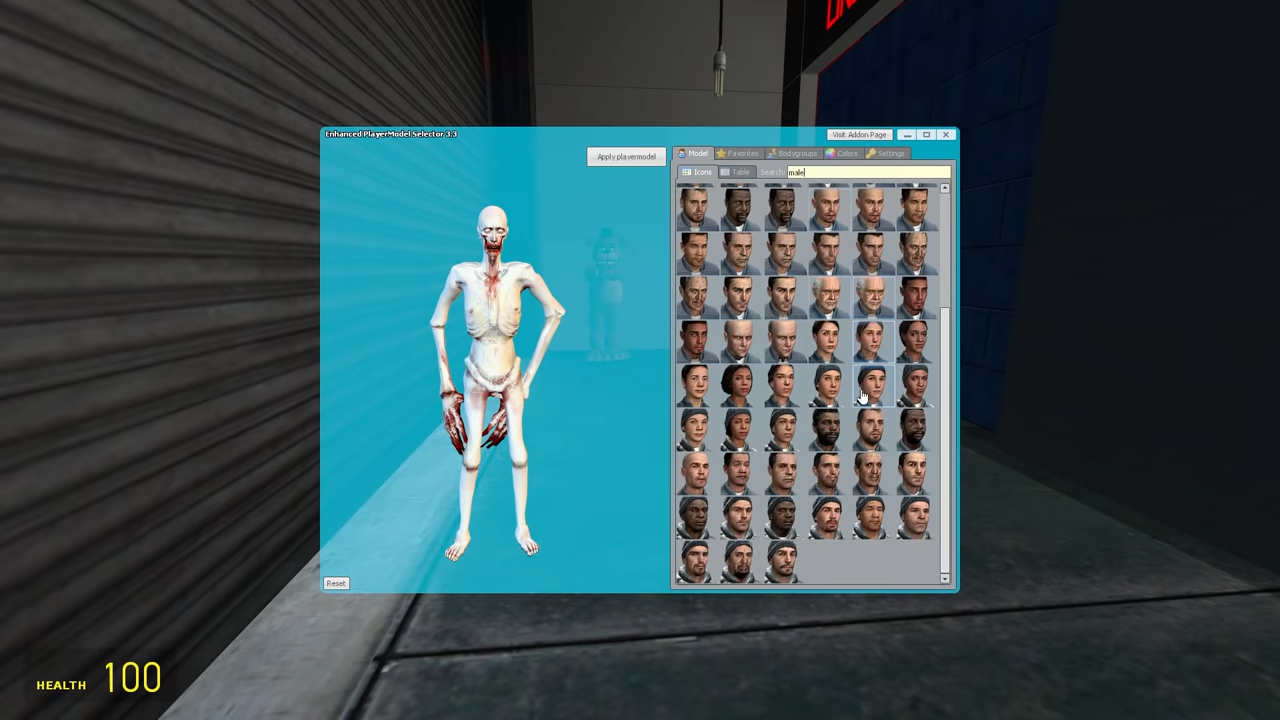 Enhanced PlayerModel Selector 3.3
Visit Addon Page
Apply playermodel
Model
Favorites
Bodygroups
Colors
Settings
Icons
Table
Search:
male
Reset
HEALTH 100